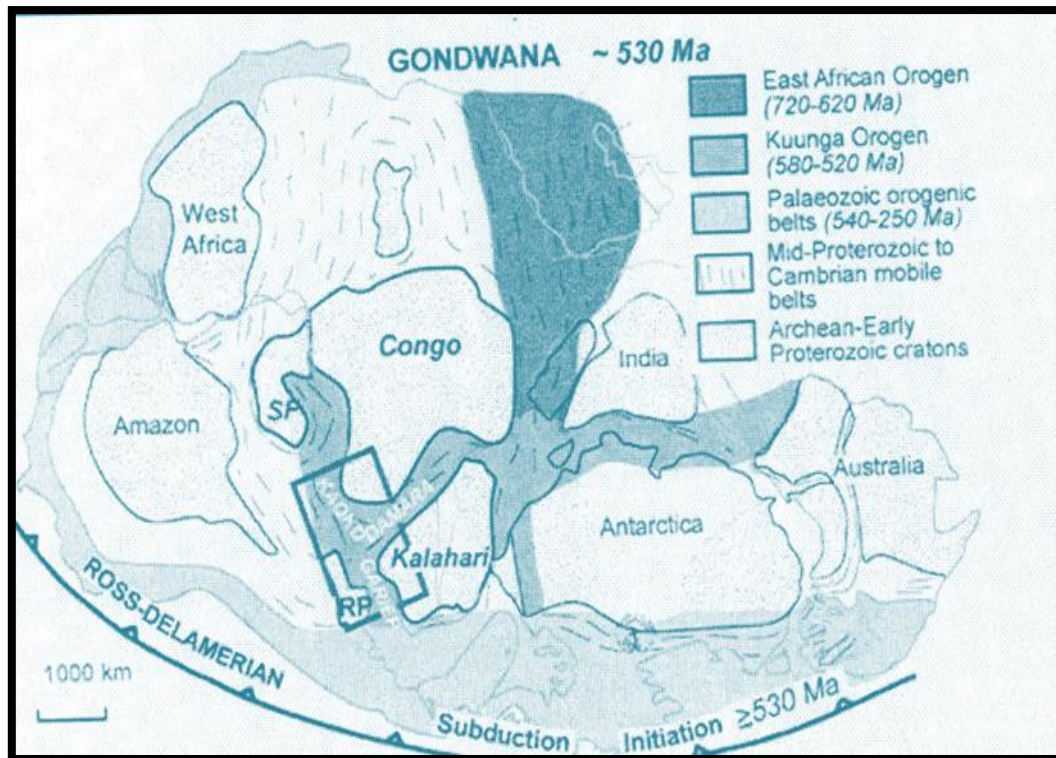 GONDWANA ~ 530 Ma
East African Orogen
(720-620 Ma)
Kuunga Orogen
(580-520 Ma)
Palaeozoic orogenic
belts (540-250 Ma)
Mid-Proterozoic to
Cambrian mobile
belts
Archean-Early
Proterozoic cratons
West
Africa
Congo
India
SF
Amazon
Australia
KAOKO
DAMARA
Antarctica
Kalahari
RP
GARIEP
ROSS-DELAMERIAN
1000 km
Subduction Initiation ≥530 Ma